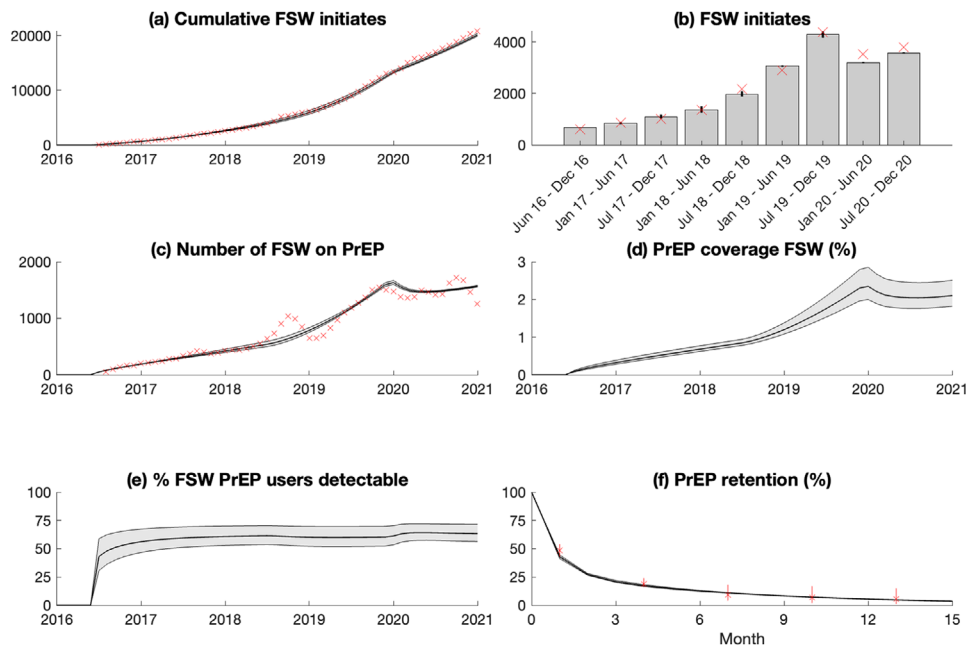 (a) Cumulative FSW initiates
20000
10000
0
2016 2017 2018 2019 2020 2021
(b) FSW initiates
4000
2000
0
Jun 16 - Dec 16
Jan 17 - Jun 17
Jul 17 - Dec 17
Jan 18 - Jun 18
Jul 18 - Dec 18
Jan 19 - Jun 19
Jul 19 - Dec 19
Jan 20 - Jun 20
Jul 20 - Dec 20
(c) Number of FSW on PrEP
2000
1000
0
2016 2017 2018 2019 2020 2021
(d) PrEP coverage FSW (%)
3
2
1
0
2016 2017 2018 2019 2020 2021
(e) % FSW PrEP users detectable
100
75
50
25
0
2016 2017 2018 2019 2020 2021
(f) PrEP retention (%)
100
75
50
25
0
0 3 6 9 12 15
Month